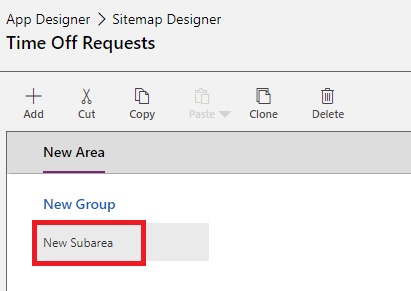 App Designer > Sitemap Designer
Time Off Requests
Add Cut Copy Paste Clone Delete
New Area
New Group
New Subarea